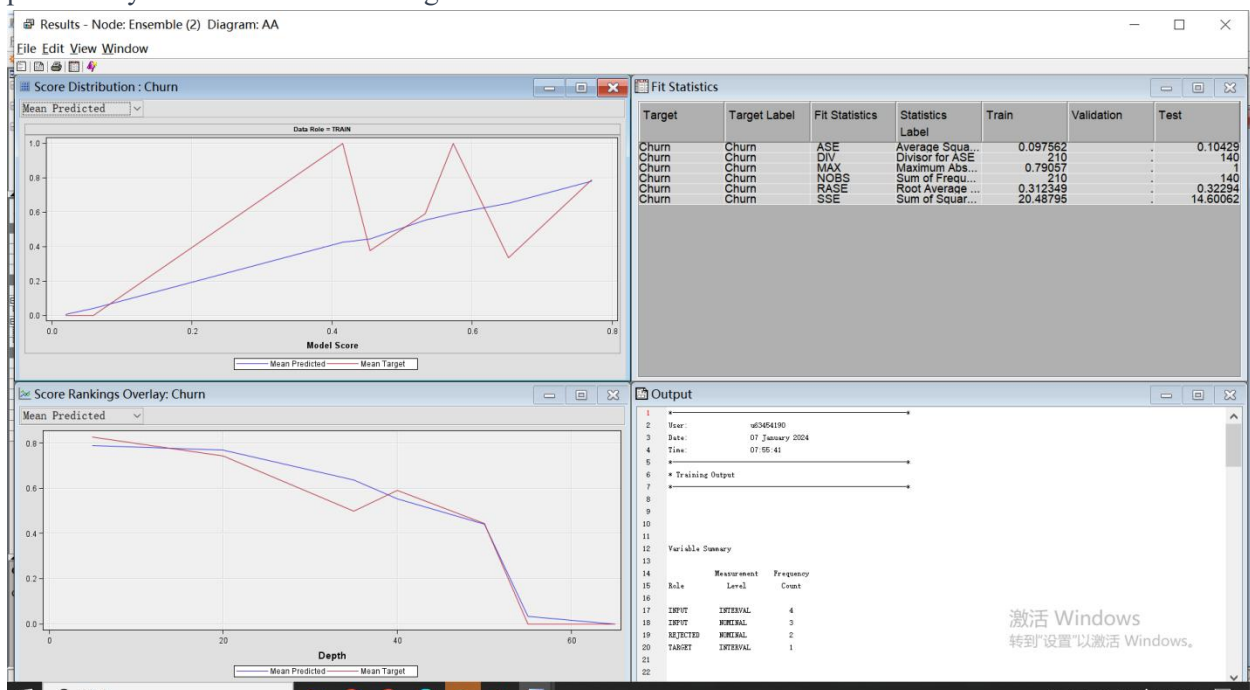 Results - Node: Ensemble (2) Diagram: AA
File Edit View Window
Score Distribution : Churn
Mean Predicted
Data Role = TRAIN
1.0
0.8
0.6
0.4
0.2
0.0
0.0 0.2 0.4 0.6 0.8
Model Score
Mean Predicted Mean Target
Fit Statistics
Target Target Label Fit Statistics Statistics Label Train Validation Test
Churn Churn ASE Average Squa... 0.097562 . 0.10429
Churn Churn DIV Divisor for ASE 210 . 140
Churn Churn MAX Maximum Abs... 0.79057 . 1
Churn Churn NOBS Sum of Frequ... 210 . 140
Churn Churn RASE Root Average ... 0.312349 . 0.32294
Churn Churn SSE Sum of Squar... 20.48795 . 14.60062
Score Rankings Overlay: Churn
Mean Predicted
0.8
0.6
0.4
0.2
0.0
0 20 40 60
Depth
Mean Predicted Mean Target
Output
1 *
2 User: u63454190
3 Date: 07 January 2024
4 Time: 07:55:41
5 *
6 * Training Output
7 *
8
9
10
11
12 Variable Summary
13
14 Measurement Frequency
15 Role Level Count
16
17 INPUT INTERVAL 4
18 INPUT NOMINAL 3
19 REJECTED NOMINAL 2
20 TARGET INTERVAL 1
21
22
激活 Windows
转到"设置"以激活 Windows。